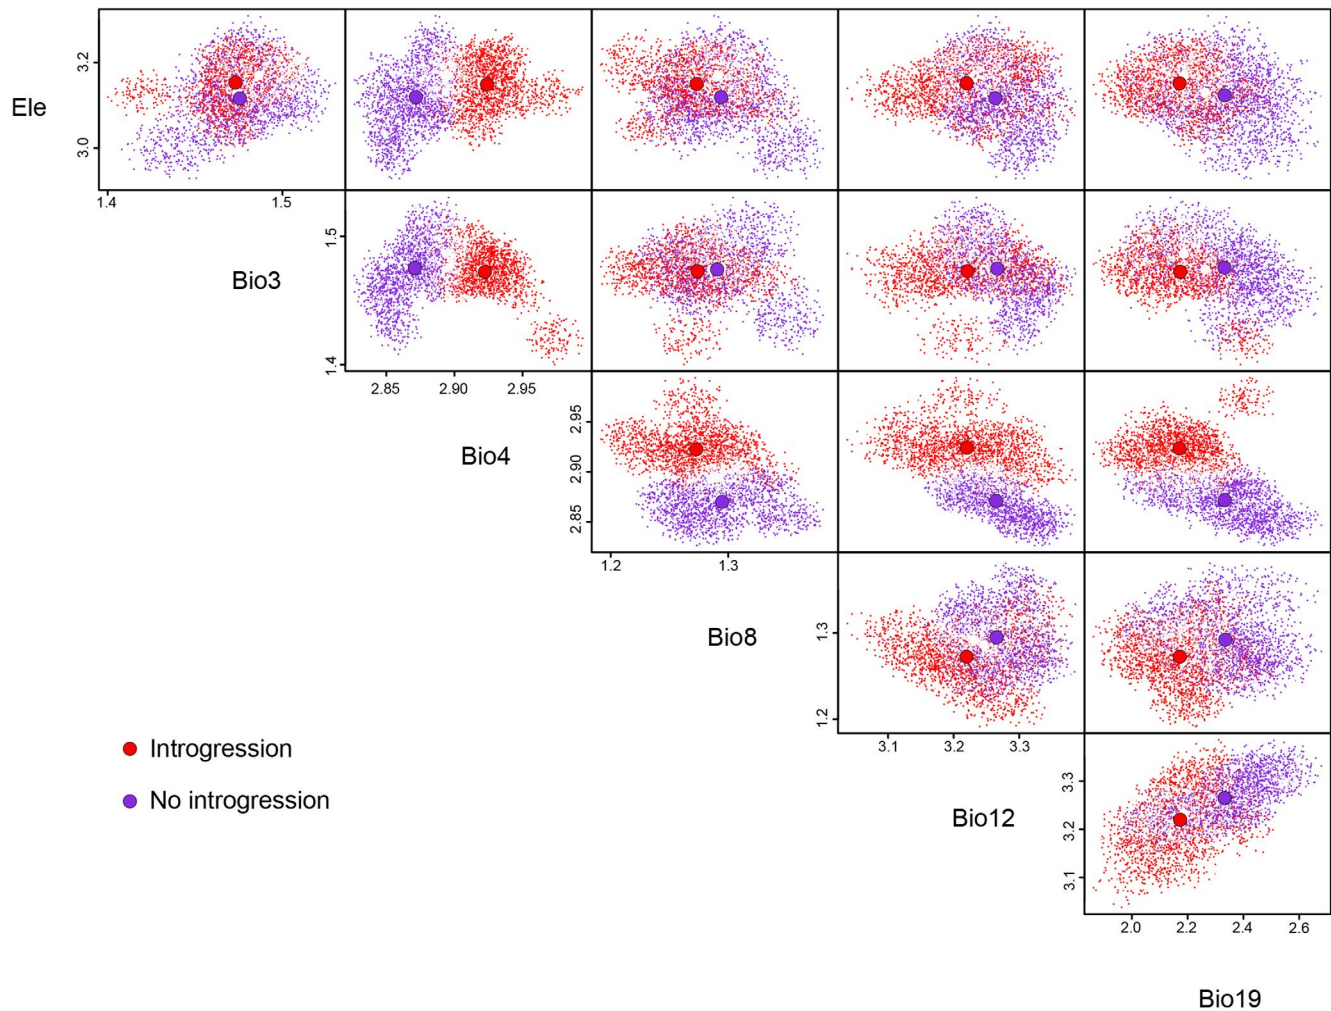 Ele
3.2
3.0
1.4 1.5
Bio3
1.5
1.4
2.85 2.90 2.95
Bio4
2.95
2.90
2.85
1.2 1.3
Bio8
1.3
1.2
3.1 3.2 3.3
Introgression
No introgression
Bio12
3.3
3.2
3.1
2.0 2.2 2.4 2.6
Bio19